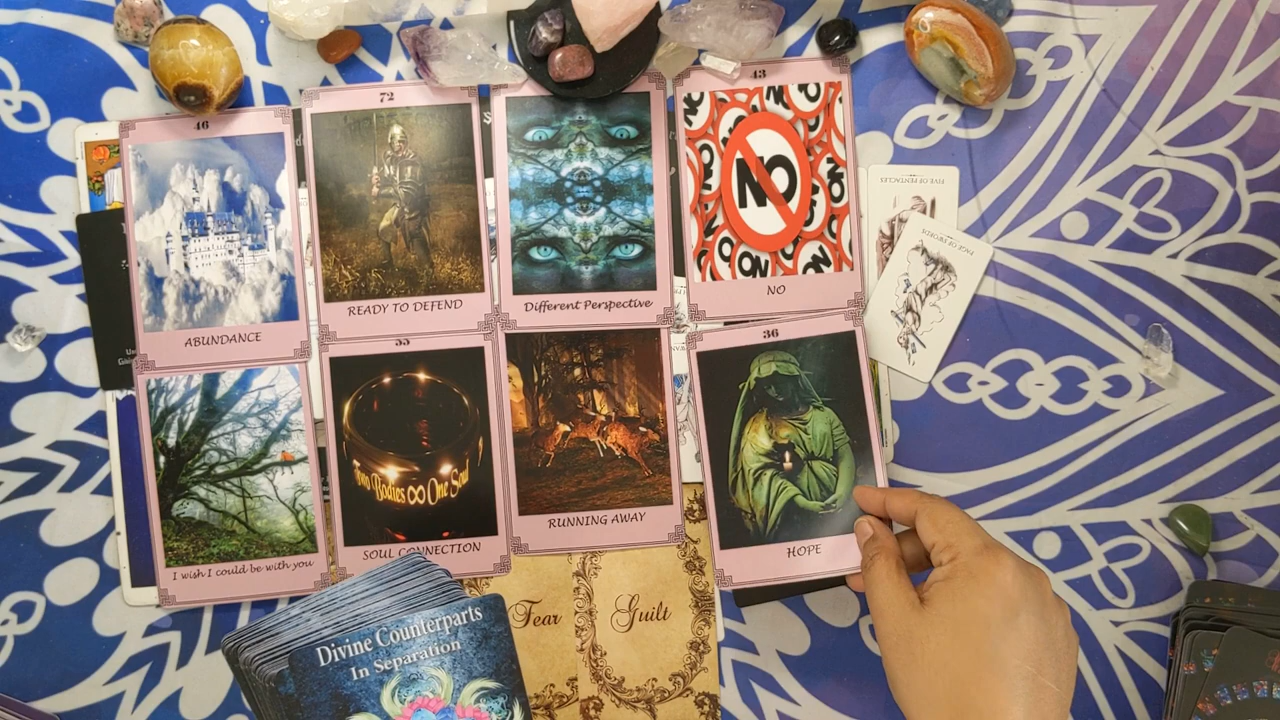 46
72
43
NO
FIVE OF PENTACLES
PAGE OF SWORDS
ABUNDANCE
READY TO DEFEND
Different Perspective
NO
55
36
Two Bodies ∞ One Soul
I wish I could be with you
SOUL CONNECTION
RUNNING AWAY
HOPE
Fear
Guilt
Divine Counterparts
In Separation